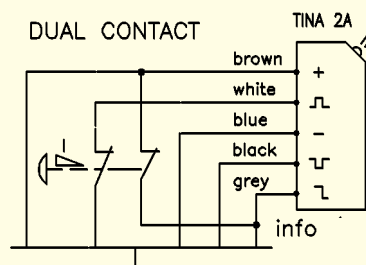 DUAL CONTACT
TINA 2A
brown
+
white
blue
−
black
grey
info